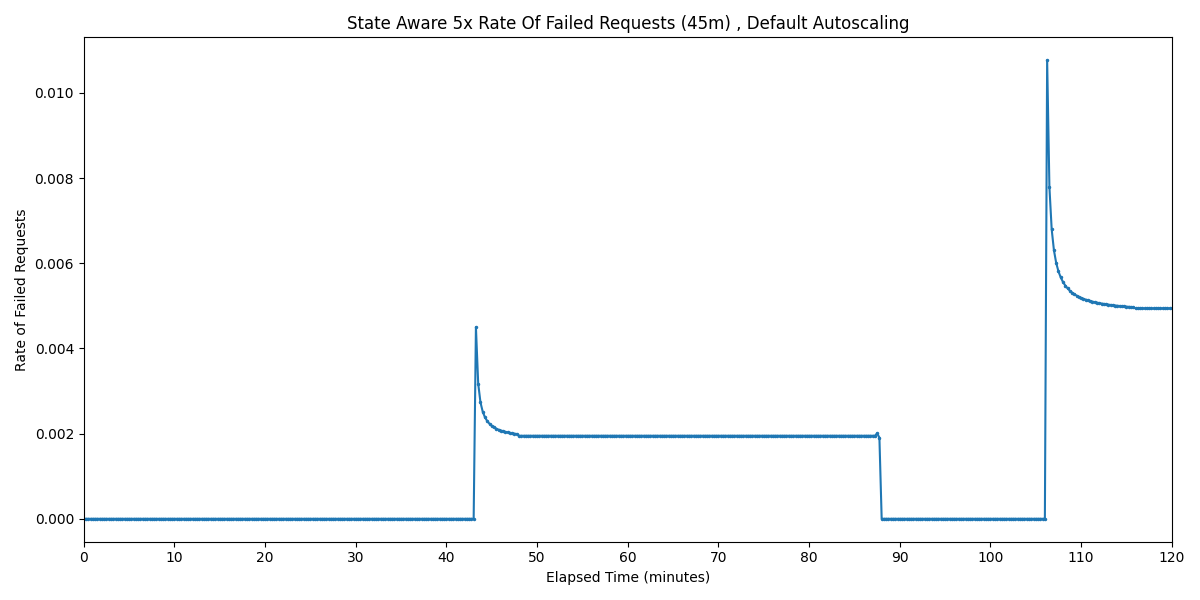 State Aware 5x Rate Of Failed Requests (45m) , Default Autoscaling
0.010
0.008
0.006
0.004
0.002
0.000
Rate of Failed Requests
0 10 20 30 40 50 60 70 80 90 100 110 120
Elapsed Time (minutes)